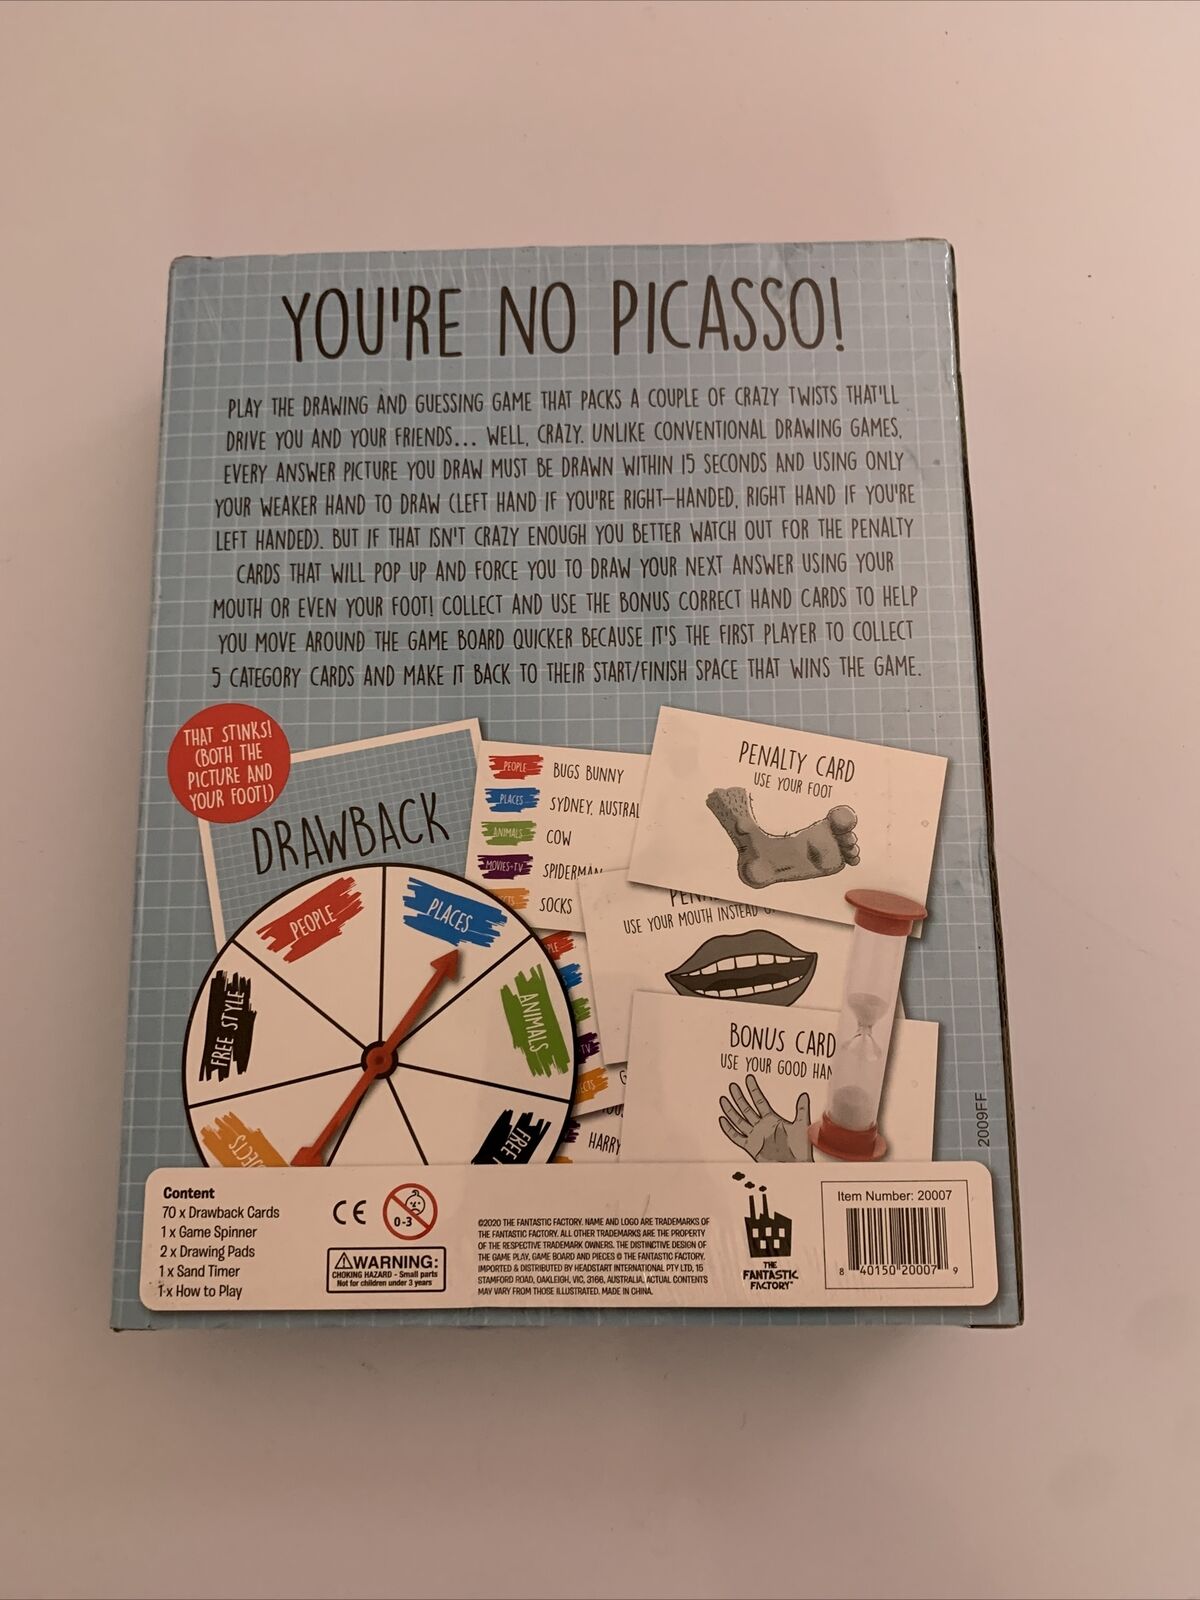 YOU'RE NO PICASSO!
PLAY THE DRAWING AND GUESSING GAME THAT PACKS A COUPLE OF CRAZY TWISTS THAT'LL
DRIVE YOU AND YOUR FRIENDS... WELL, CRAZY. UNLIKE CONVENTIONAL DRAWING GAMES,
EVERY ANSWER PICTURE YOU DRAW MUST BE DRAWN WITHIN 15 SECONDS AND USING ONLY
YOUR WEAKER HAND TO DRAW (LEFT HAND IF YOU'RE RIGHT-HANDED, RIGHT HAND IF YOU'RE
LEFT HANDED). BUT IF THAT ISN'T CRAZY ENOUGH YOU BETTER WATCH OUT FOR THE PENALTY
CARDS THAT WILL POP UP AND FORCE YOU TO DRAW YOUR NEXT ANSWER USING YOUR
MOUTH OR EVEN YOUR FOOT! COLLECT AND USE THE BONUS CORRECT HAND CARDS TO HELP
YOU MOVE AROUND THE GAME BOARD QUICKER BECAUSE IT'S THE FIRST PLAYER TO COLLECT
5 CATEGORY CARDS AND MAKE IT BACK TO THEIR START/FINISH SPACE THAT WINS THE GAME.
THAT STINKS!
(BOTH THE
PICTURE AND
YOUR FOOT!)
DRAWBACK
PEOPLE
PLACES
ANIMALS
FREE STYLE
FREE
PEOPLE BUGS BUNNY
PLACES SYDNEY, AUSTRAL
ANIMALS COW
MOVIES+TV SPIDERMAN
CTS SOCKS
PLE
TV
ECTS G
HARRY
PENALTY CARD
USE YOUR FOOT
PEN
USE YOUR MOUTH INSTEAD
BONUS CARD
USE YOUR GOOD HAN
2009FF
Content
70 x Drawback Cards
1 x Game Spinner
2 x Drawing Pads
1 x Sand Timer
1 x How to Play
CE
0-3
WARNING:
CHOKING HAZARD - Small parts
Not for children under 3 years
©2020 THE FANTASTIC FACTORY. NAME AND LOGO ARE TRADEMARKS OF
THE FANTASTIC FACTORY. ALL OTHER TRADEMARKS ARE THE PROPERTY
OF THE RESPECTIVE TRADEMARK OWNERS. THE DISTINCTIVE DESIGN OF
THE GAME PLAY, GAME BOARD AND PIECES © THE FANTASTIC FACTORY.
IMPORTED & DISTRIBUTED BY HEADSTART INTERNATIONAL PTY LTD, 15
STAMFORD ROAD, OAKLEIGH, VIC, 3166, AUSTRALIA, ACTUAL CONTENTS
MAY VARY FROM THOSE ILLUSTRATED. MADE IN CHINA.
THE
FANTASTIC
FACTORY
Item Number: 20007
8 40150 20007 9